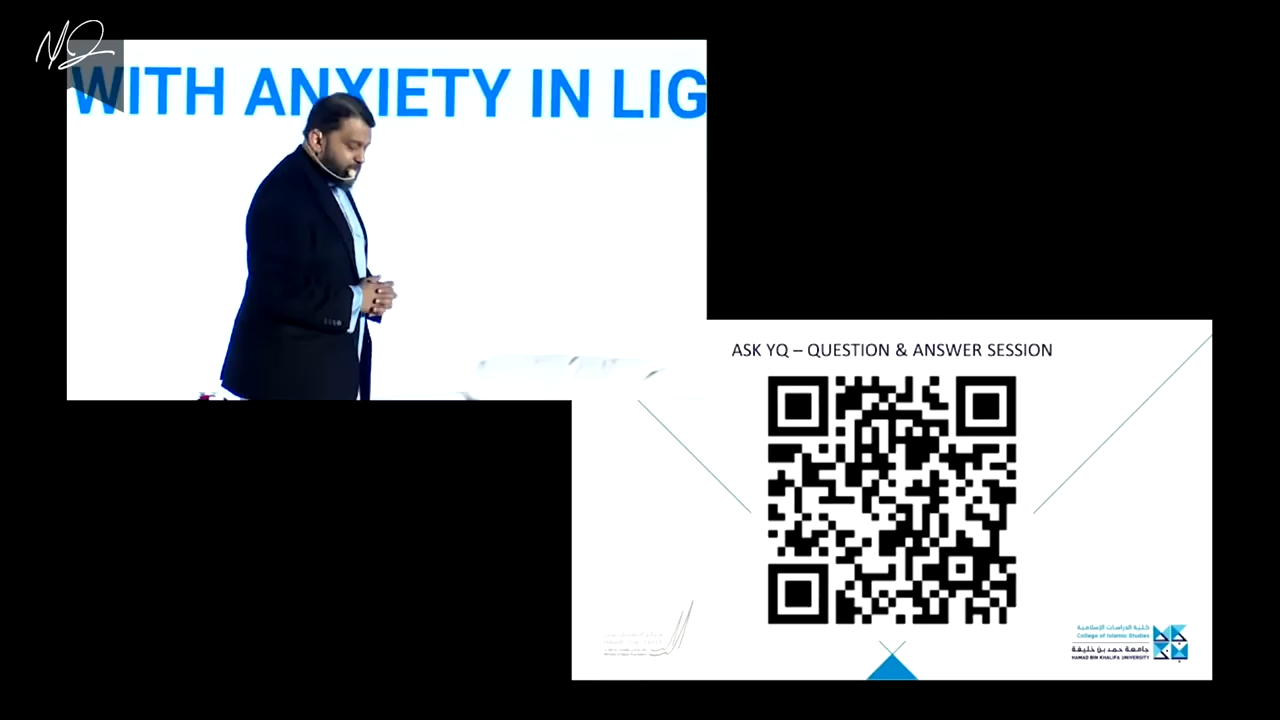 WITH ANXIETY IN LIG
ASK YQ – QUESTION & ANSWER SESSION
كلية الدراسات الإسلامية
College of Islamic Studies
جامعة حمد بن خليفة
HAMAD BIN KHALIFA UNIVERSITY